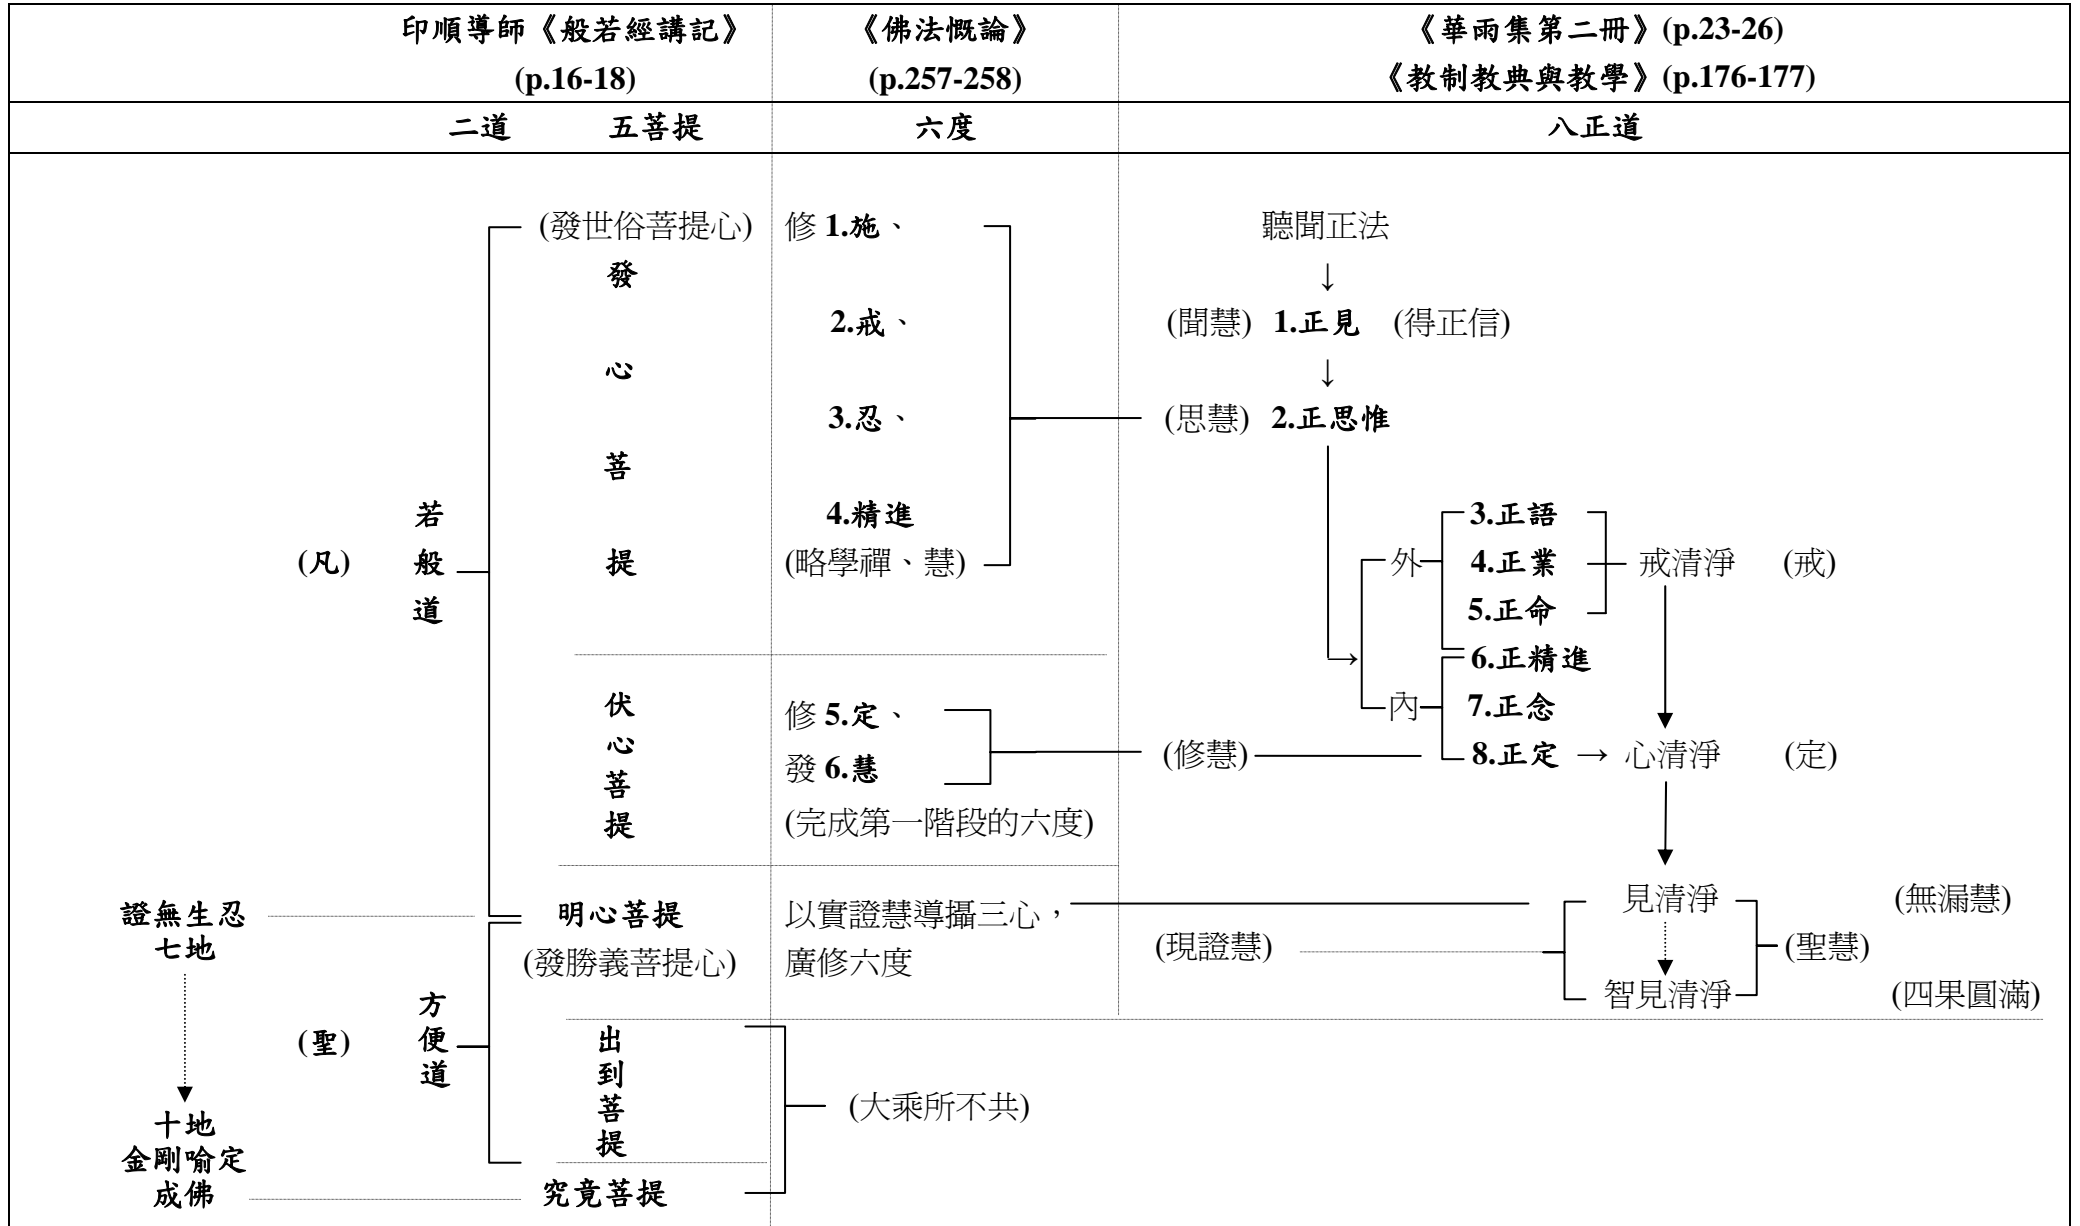 印順導師《般若經講記》
(p.16-18)
《佛法慨論》
(p.257-258)
《華雨集第二冊》(p.23-26)
《教制教典與教學》(p.176-177)
二道
五菩提
六度
八正道
(發世俗菩提心)
發心菩提
伏心菩提
明心菩提
(發勝義菩提心)
出到菩提
究竟菩提
(凡)
若般道
(聖)
方便道
證無生忍
七地
十地
金剛喻定
成佛
修 1.施、
2.戒、
3.忍、
4.精進
(略學禪、慧)
修 5.定、
發 6.慧
(完成第一階段的六度)
以實證慧導攝三心，
廣修六度
(大乘所不共)
聽聞正法
↓
(聞慧) 1.正見 (得正信)
↓
(思慧) 2.正思惟
→
外
3.正語
4.正業
5.正命
戒清淨 (戒)
6.正精進
內
7.正念
(修慧)
8.正定 → 心清淨 (定)
見清淨 (無漏慧)
(現證慧)
(聖慧)
智見清淨 (四果圓滿)